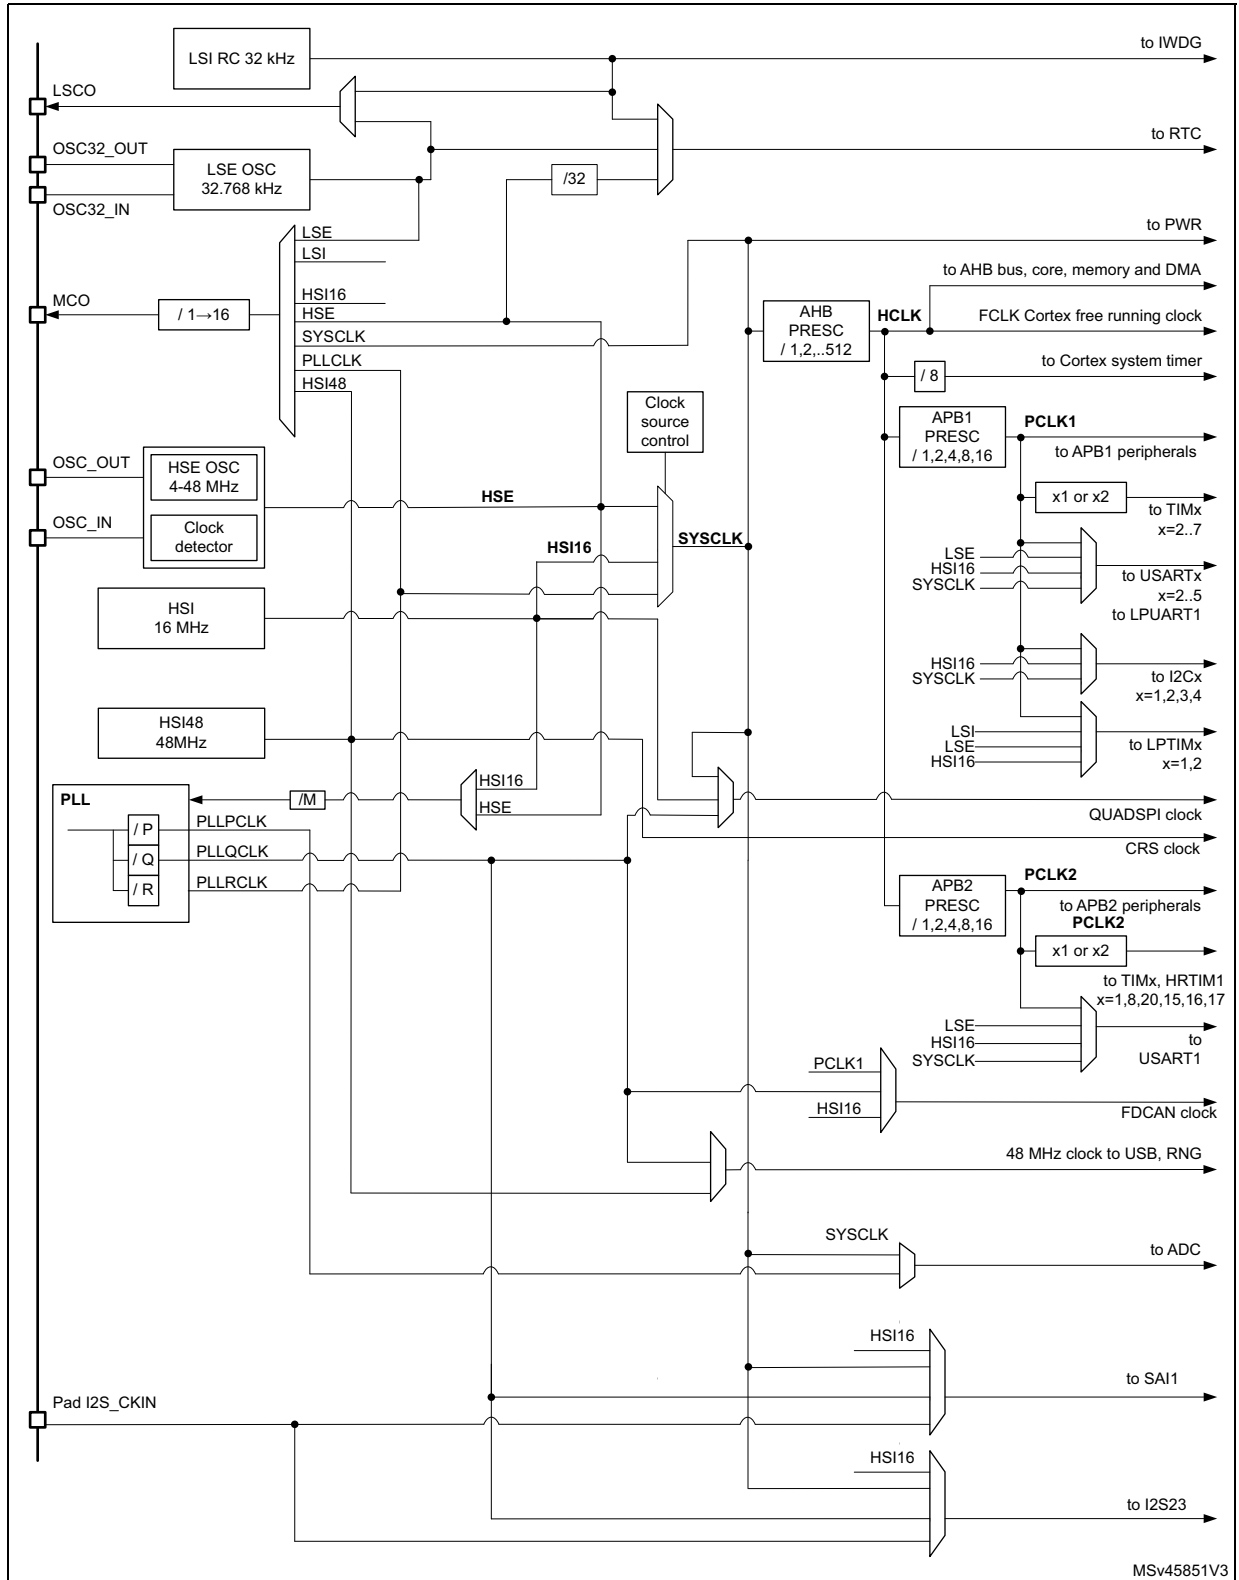 LSI RC 32 kHz
to IWDG
LSCO
OSC32_OUT
to RTC
LSE OSC
32.768 kHz
/32
OSC32_IN
LSE
LSI
to PWR
to AHB bus, core, memory and DMA
MCO
/ 1→16
HSI16
HSE
SYSCLK
PLLCLK
HSI48
AHB
PRESC
/ 1,2,..512
HCLK
FCLK Cortex free running clock
to Cortex system timer
/ 8
Clock
source
control
APB1
PRESC
/ 1,2,4,8,16
PCLK1
to APB1 peripherals
OSC_OUT
HSE OSC
4-48 MHz
HSE
x1 or x2
to TIMx
x=2..7
OSC_IN
Clock
detector
HSI16
SYSCLK
LSE
HSI16
SYSCLK
to USARTx
x=2..5
to LPUART1
HSI
16 MHz
HSI16
SYSCLK
to I2Cx
x=1,2,3,4
HSI48
48MHz
LSI
LSE
HSI16
to LPTIMx
x=1,2
PLL
/M
HSI16
HSE
QUADSPI clock
/ P
PLLPCLK
CRS clock
/ Q
PLLQCLK
/ R
PLLRCLK
APB2
PRESC
/ 1,2,4,8,16
PCLK2
to APB2 peripherals
PCLK2
x1 or x2
to TIMx, HRTIM1
x=1,8,20,15,16,17
LSE
HSI16
SYSCLK
to
USART1
PCLK1
HSI16
FDCAN clock
48 MHz clock to USB, RNG
SYSCLK
to ADC
HSI16
to SAI1
Pad I2S_CKIN
HSI16
to I2S23
MSv45851V3